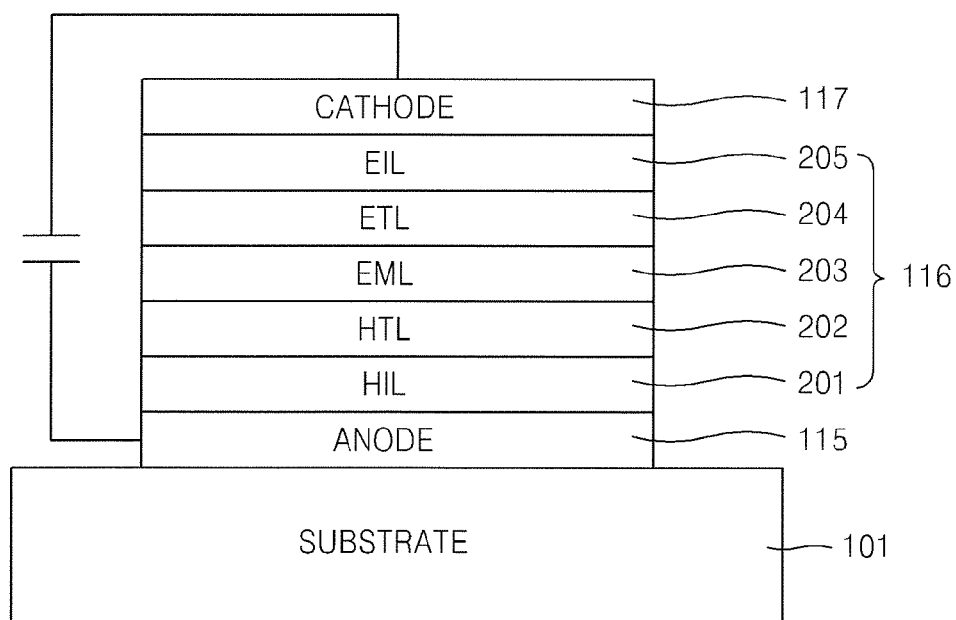 CATHODE 117
EIL 205
ETL 204
EML 203
116
HTL 202
HIL 201
ANODE 115
SUBSTRATE 101